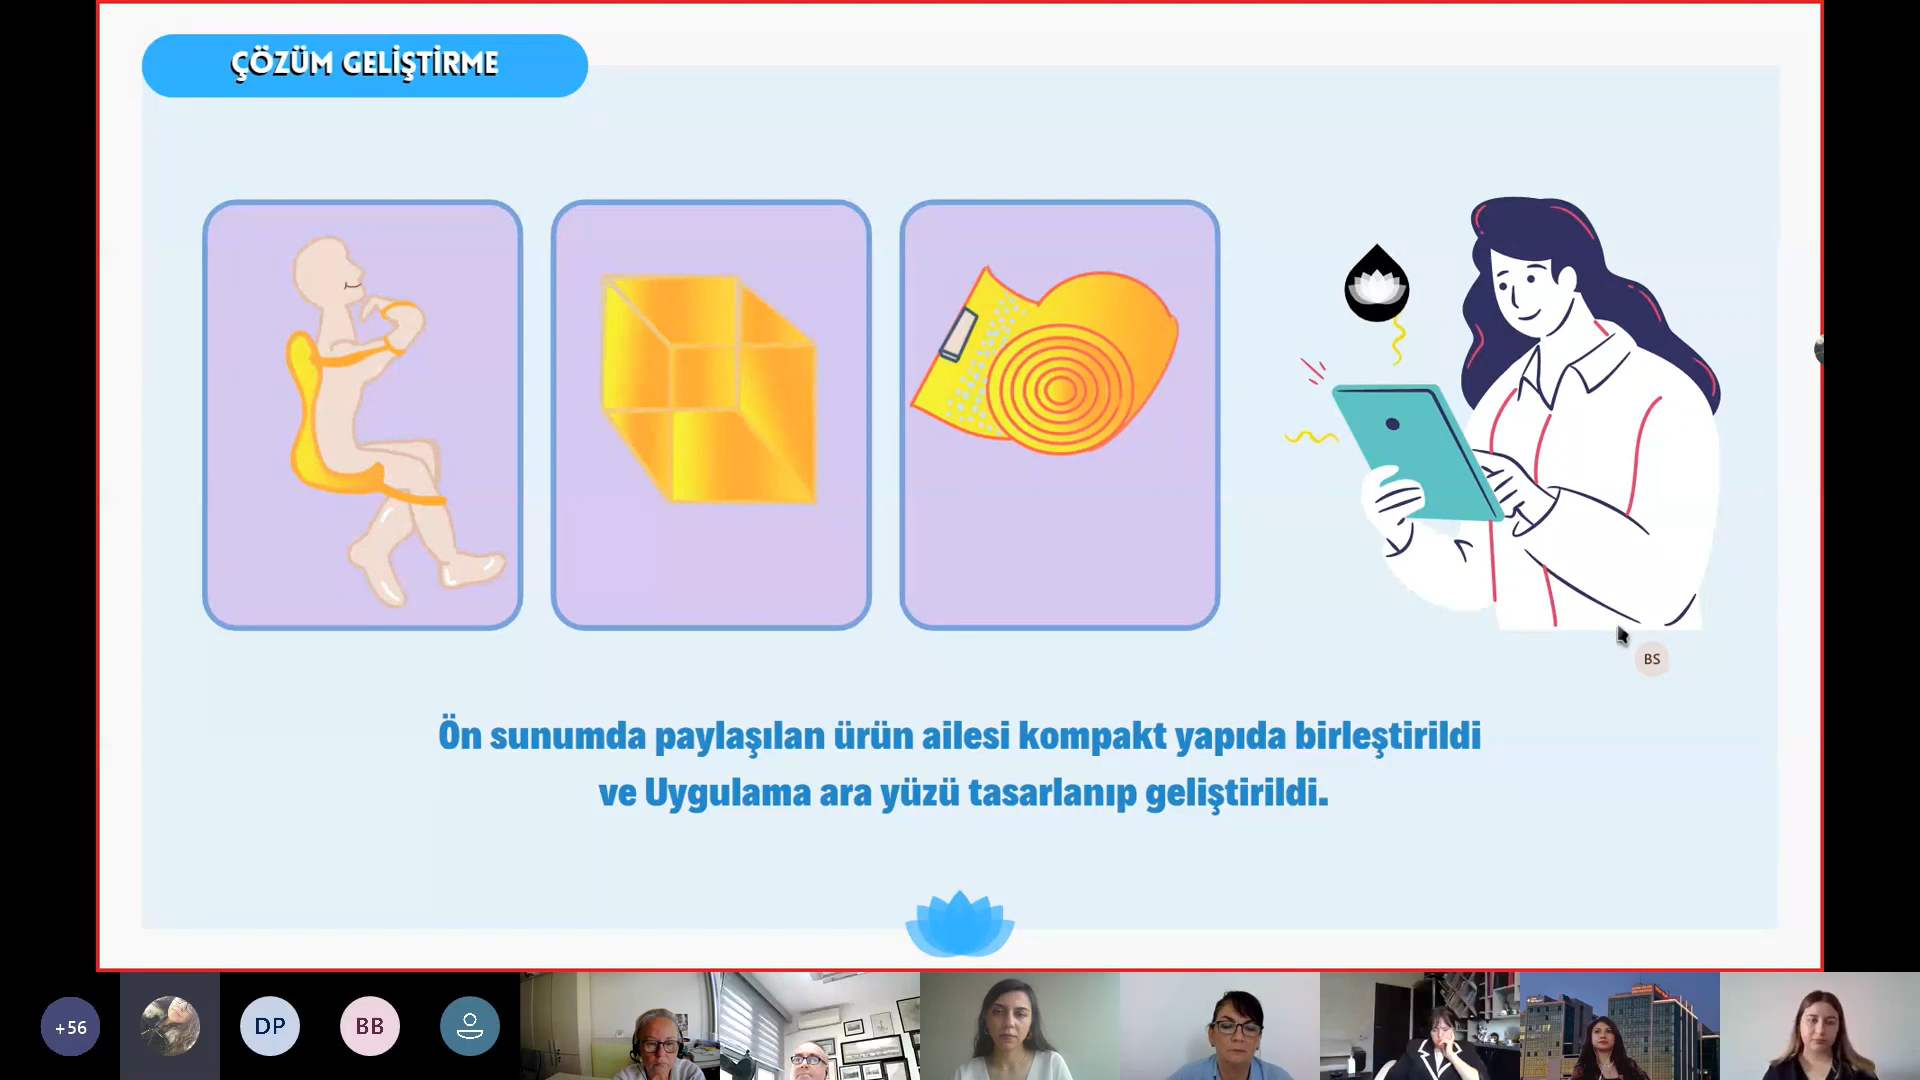 ÇÖZÜM GELİŞTİRME
BS
Ön sunumda paylaşılan ürün ailesi kompakt yapıda birleştirildi
ve Uygulama ara yüzü tasarlanıp geliştirildi.
+56
DP
BB